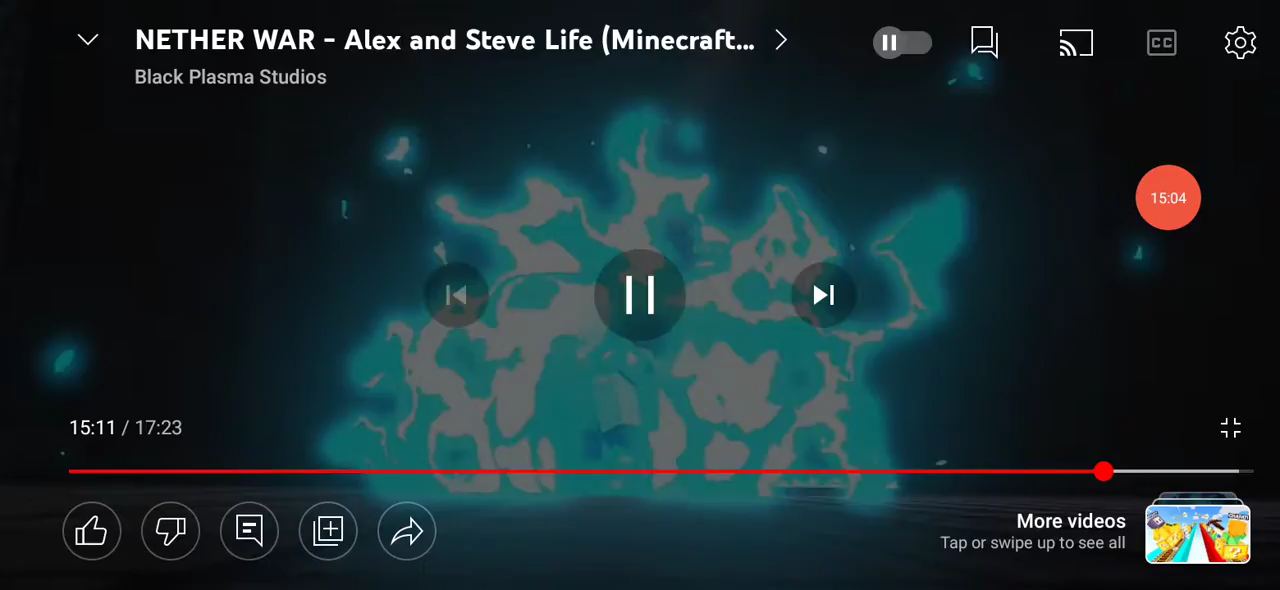 NETHER WAR - Alex and Steve Life (Minecraft...
Black Plasma Studios
CC
15:04
15:11 / 17:23
More videos
Tap or swipe up to see all